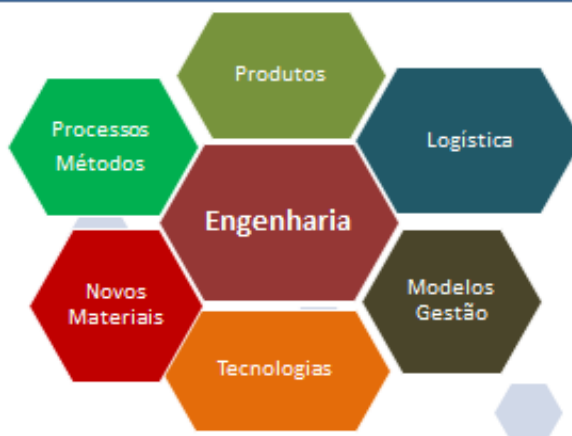 Produtos
Logística
Processos
Métodos
Engenharia
Novos
Materiais
Modelos
Gestão
Tecnologias